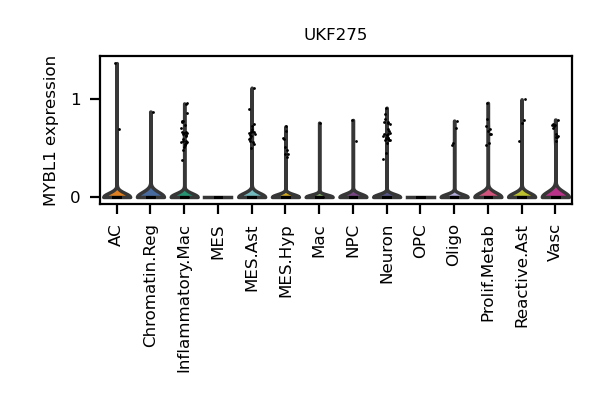 UKF275
MYBL1 expression
1
0
AC
Chromatin.Reg
Inflammatory.Mac
MES
MES.Ast
MES.Hyp
Mac
NPC
Neuron
OPC
Oligo
Prolif.Metab
Reactive.Ast
Vasc